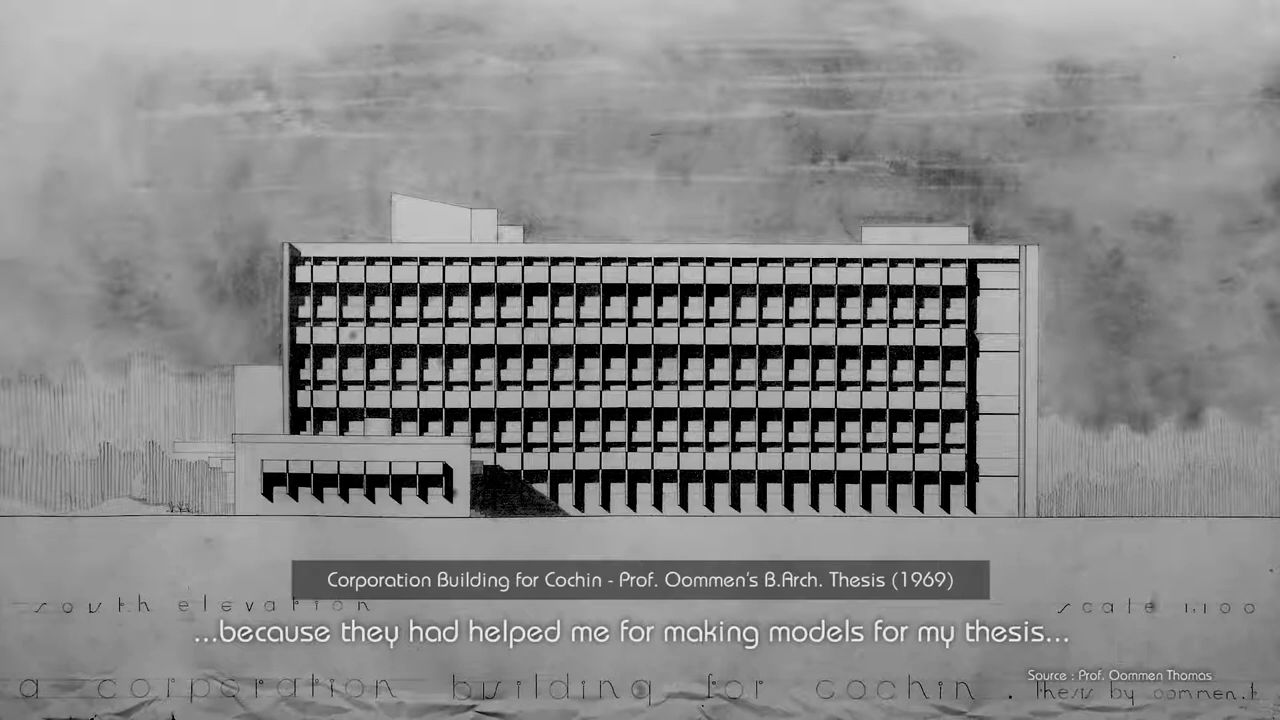 Corporation Building for Cochin - Prof. Oommen's B.Arch. Thesis (1969)
south elevation
scale 1:100
...because they had helped me for making models for my thesis...
Source : Prof. Oommen Thomas
a corporation building for cochin . Thesis by oommen.t